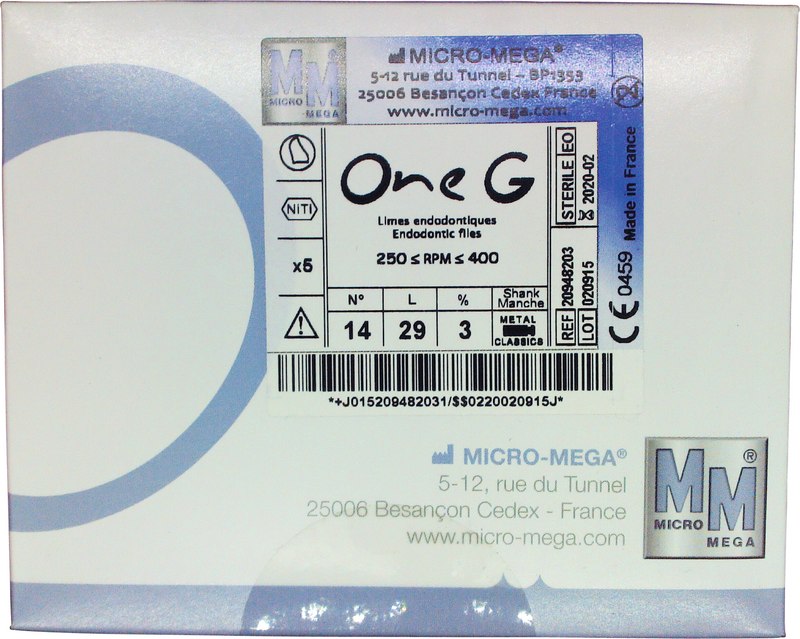 MM
MICRO
MEGA
MICRO-MEGA®
5-12 rue du Tunnel – BP1353
25006 Besançon Cedex France
www.micro-mega.com
NiTi
x5
One G
Limes endodontiques
Endodontic files
250 ≤ RPM ≤ 400
N° L % Shank
Manche
14 29 3 METAL
CLASSICS
STERILE EO
2020-02
REF 20948203
LOT 020915
CE 0459 Made in France
*+J015209482031/$$0220020915J*
MICRO-MEGA®
5-12, rue du Tunnel
25006 Besançon Cedex - France
www.micro-mega.com
MM®
MICRO
MEGA